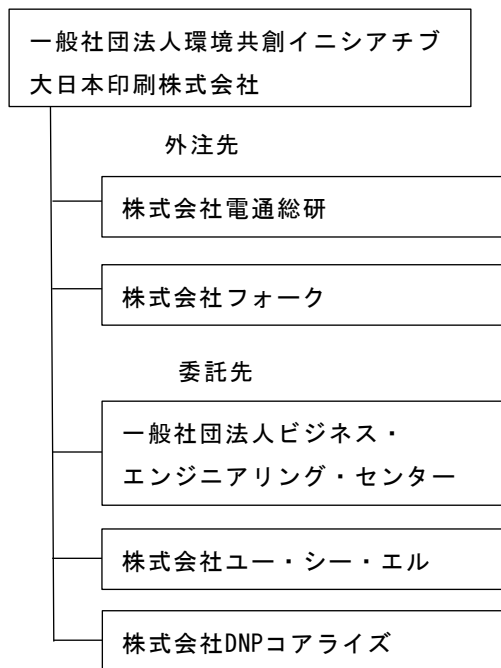 一般社団法人環境共創イニシアチブ
大日本印刷株式会社
外注先
株式会社電通総研
株式会社フォーク
委託先
一般社団法人ビジネス・
エンジニアリング・センター
株式会社ユー・シー・エル
株式会社DNPコアライズ